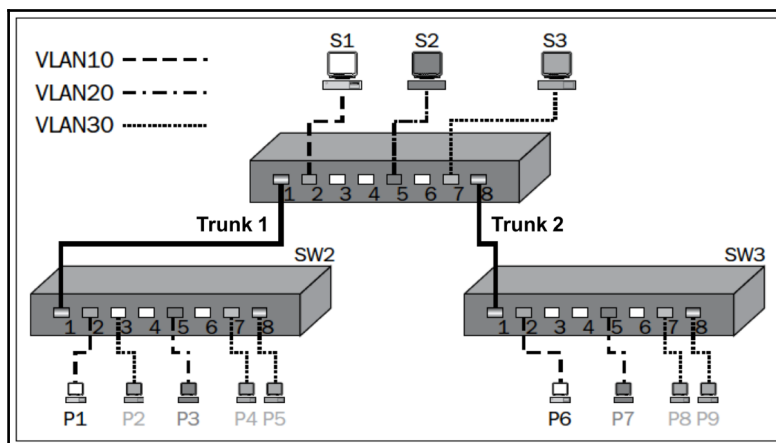 S1 S2 S3
VLAN10
VLAN20
VLAN30
1 2 3 4 5 6 7 8
Trunk 1 Trunk 2
SW2 SW3
1 2 3 4 5 6 7 8 1 2 3 4 5 6 7 8
P1 P2 P3 P4 P5 P6 P7 P8 P9